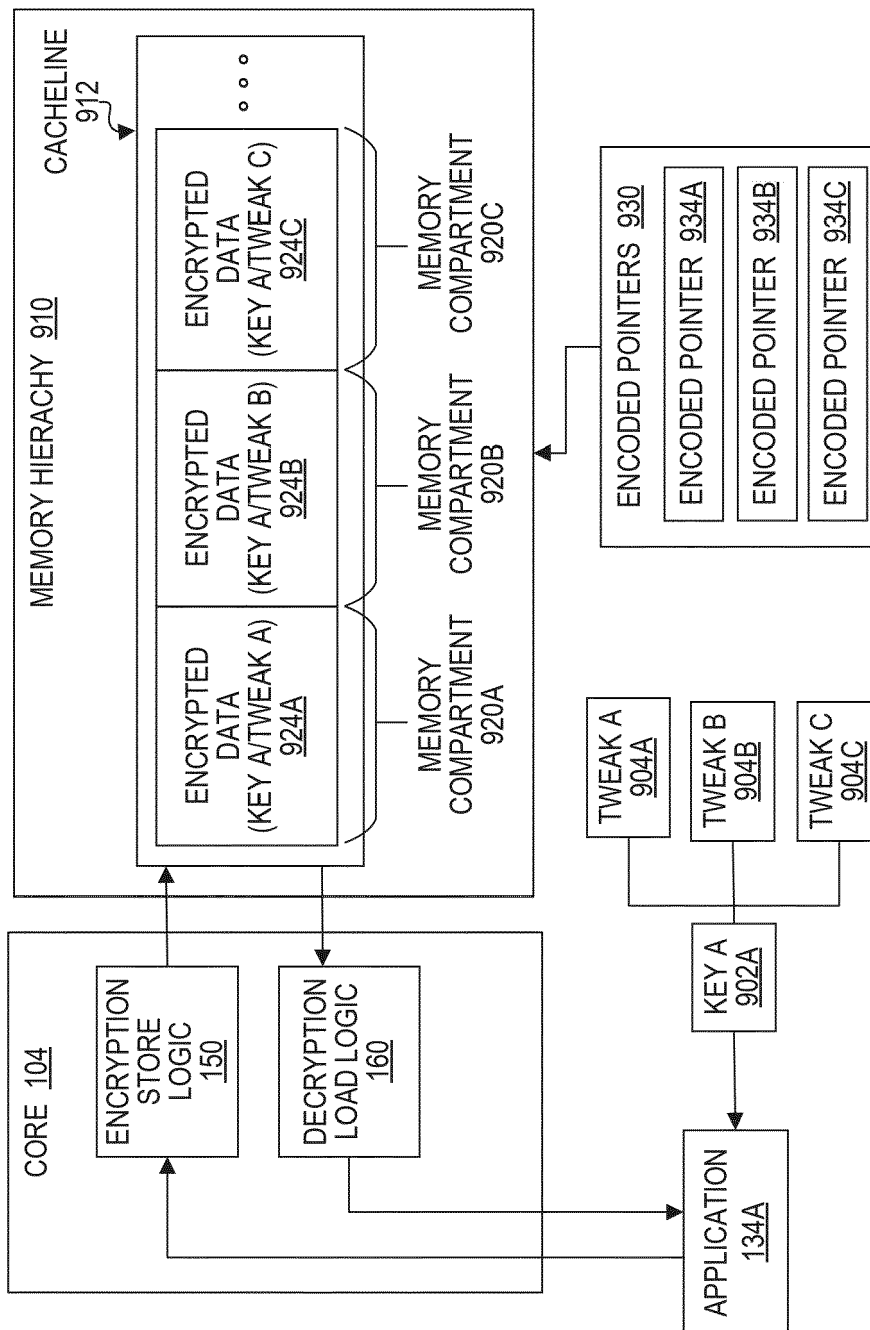 MEMORY HIERACHY 910
CACHELINE
912
ENCRYPTED
DATA
(KEY A/TWEAK A)
924A
ENCRYPTED
DATA
(KEY A/TWEAK B)
924B
ENCRYPTED
DATA
(KEY A/TWEAK C)
924C
MEMORY
COMPARTMENT
920A
MEMORY
COMPARTMENT
920B
MEMORY
COMPARTMENT
920C
CORE 104
ENCRYPTION
STORE
LOGIC
150
DECRYPTION
LOAD LOGIC
160
APPLICATION
134A
KEY A
902A
TWEAK A
904A
TWEAK B
904B
TWEAK C
904C
ENCODED POINTERS 930
ENCODED POINTER 934A
ENCODED POINTER 934B
ENCODED POINTER 934C